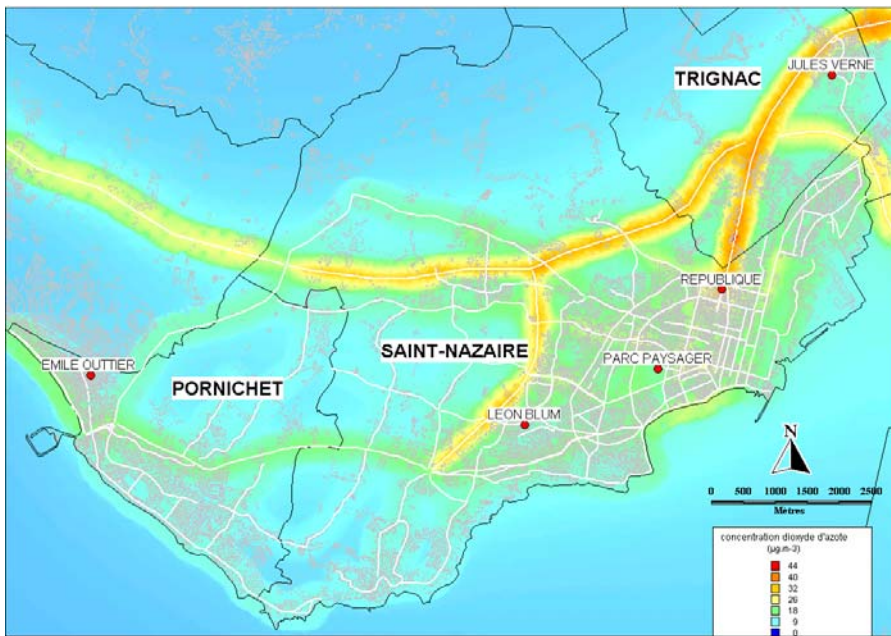 JULES VERNE
TRIGNAC
REPUBLIQUE
SAINT-NAZAIRE
PARC PAYSAGER
EMILE OUTTIER
PORNICHET
LEON BLUM
N
0 500 1000 1500 2000 2500
Mètres
concentration dioxyde d'azote
(µg.m-3)
44
40
32
26
18
9
0